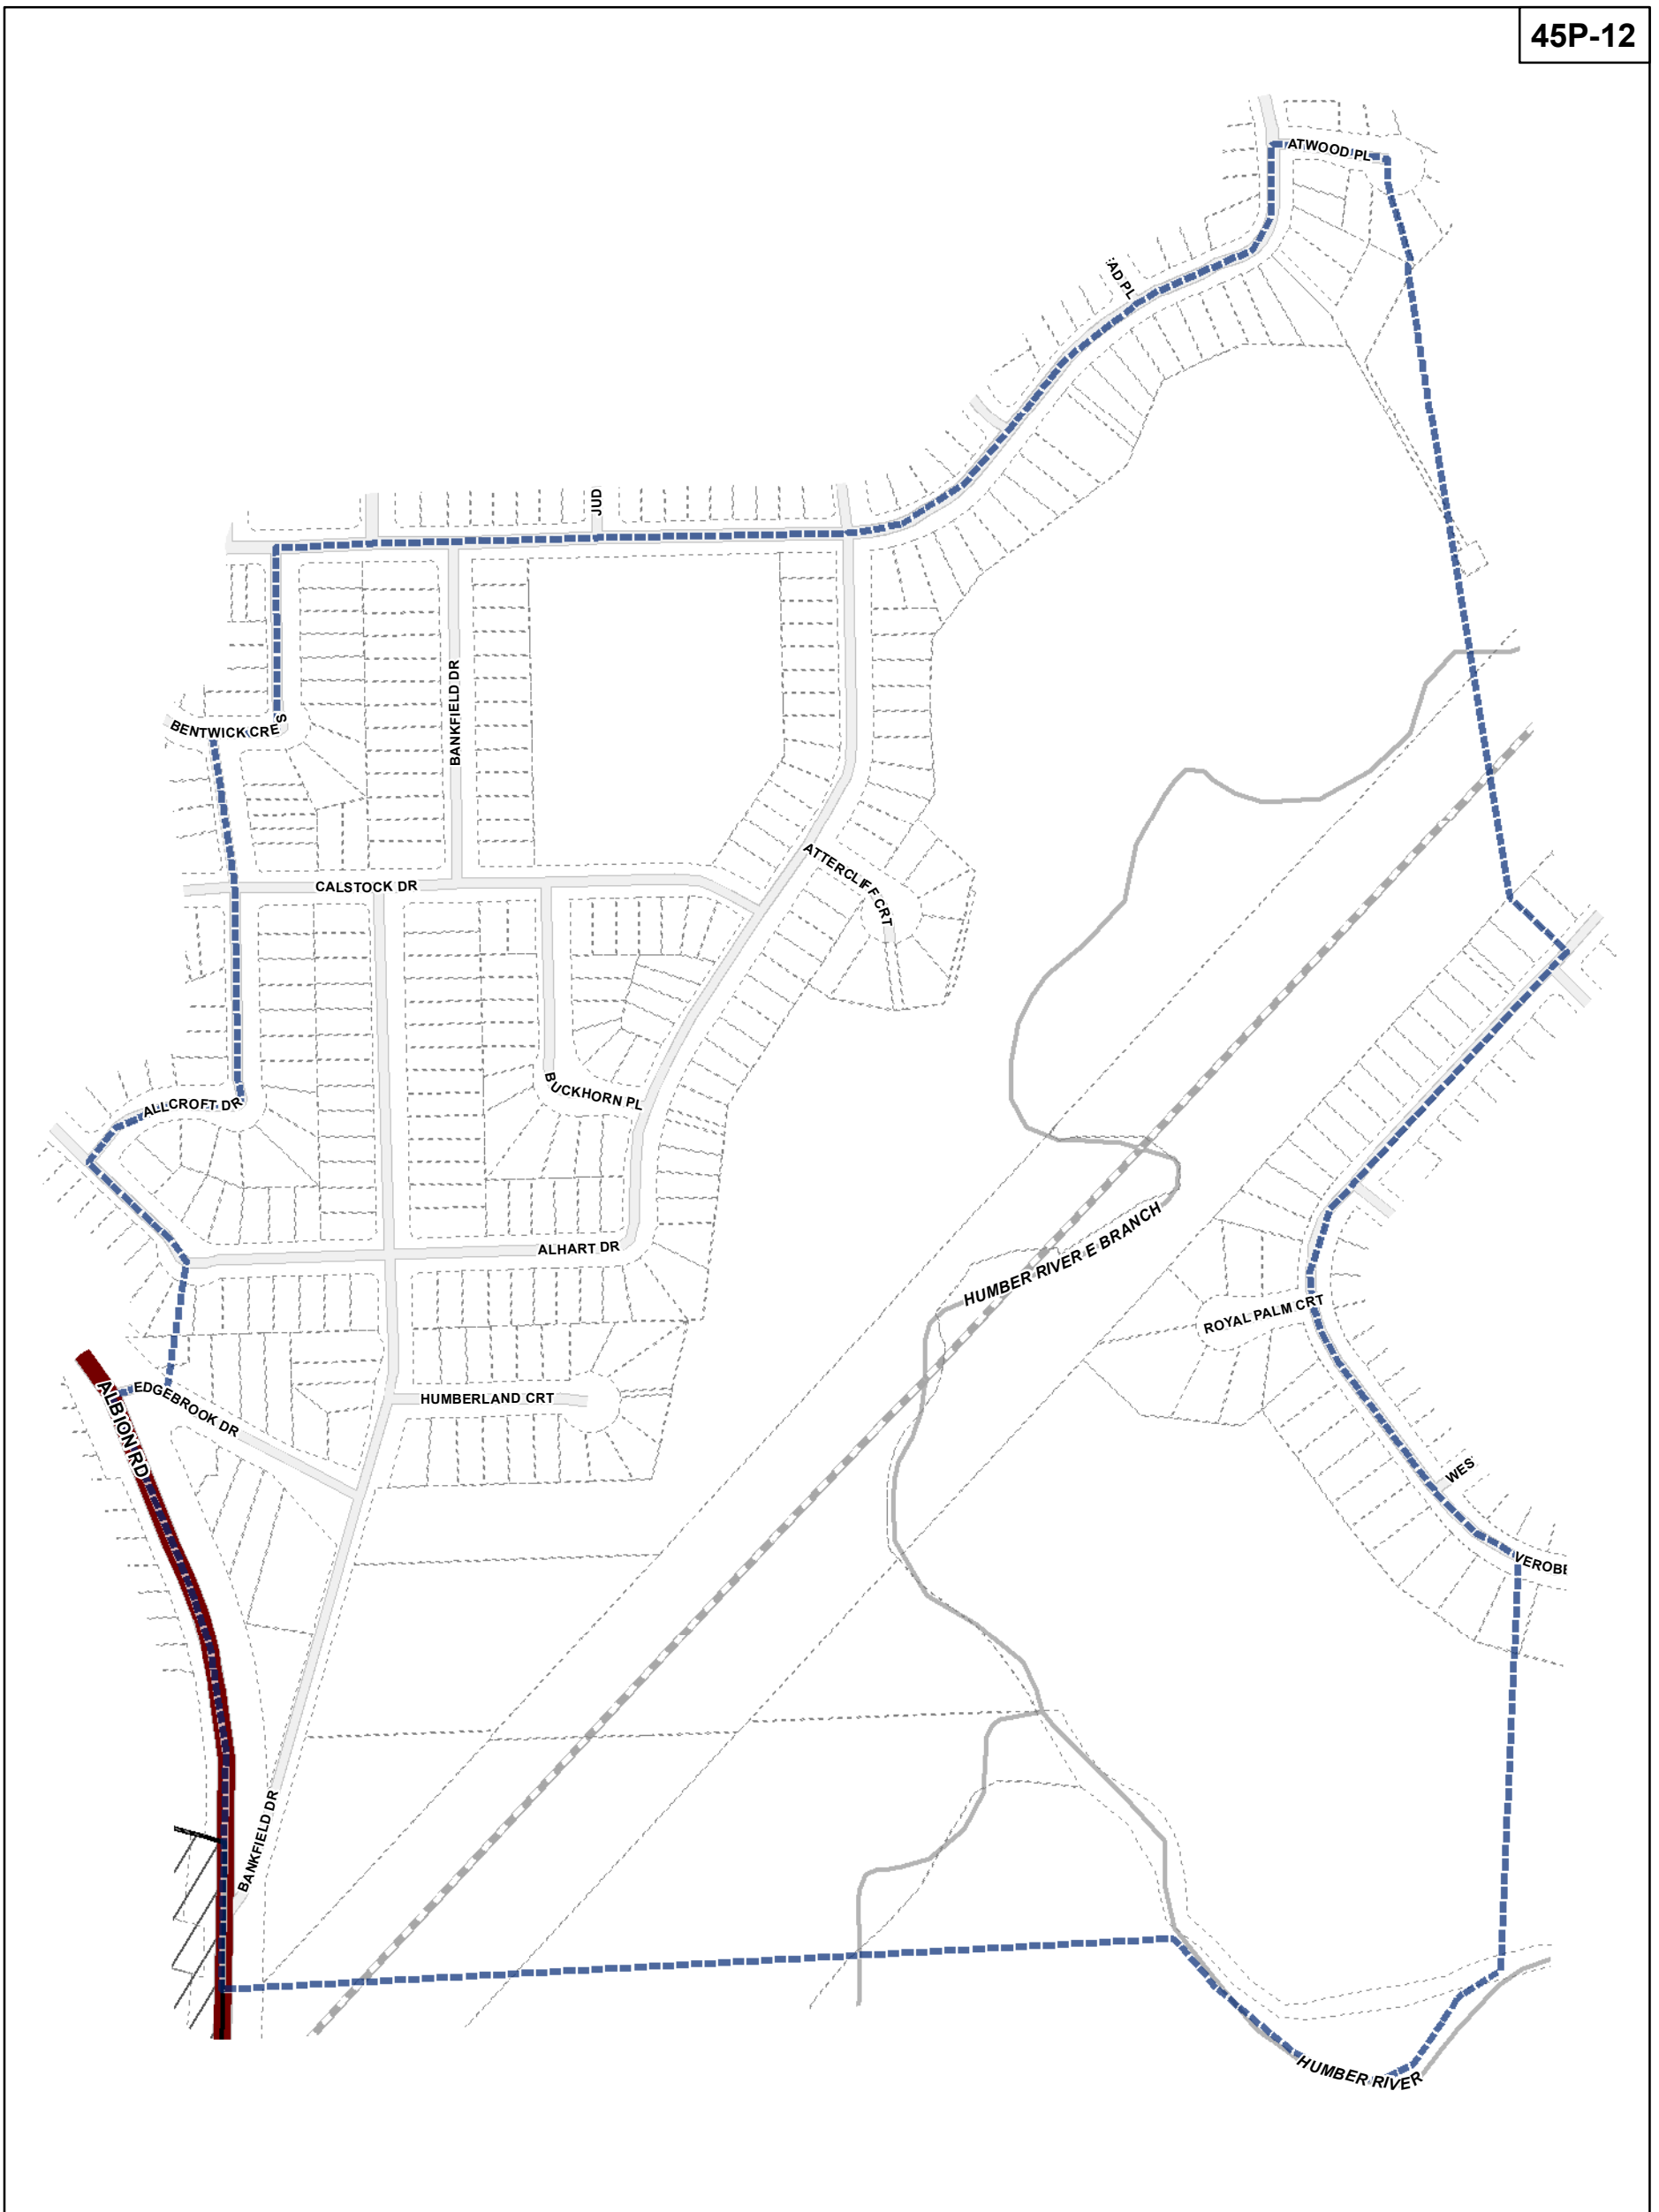 45P-12
ATWOOD PL
EAD PL
JUD
BANKFIELD DR
BENTWICK CRES
ATTERCLIFF CRT
CALSTOCK DR
BUCKHORN PL
ALLCROFT DR
HUMBER RIVER E BRANCH
ALHART DR
ROYAL PALM CRT
EDGEBROOK DR
HUMBERLAND CRT
ALBION RD
WES
VEROBE
BANKFIELD DR
HUMBER RIVER